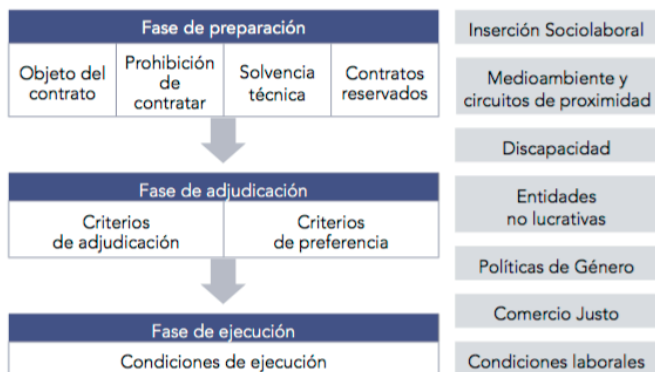 Fase de preparación
Objeto del
contrato
Prohibición
de
contratar
Solvencia
técnica
Contratos
reservados
Fase de adjudicación
Criterios
de adjudicación
Criterios
de preferencia
Fase de ejecución
Condiciones de ejecución
Inserción Sociolaboral
Medioambiente y
circuitos de proximidad
Discapacidad
Entidades
no lucrativas
Políticas de Género
Comercio Justo
Condiciones laborales